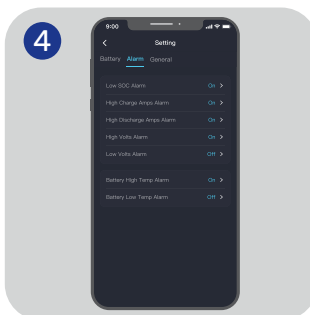 4
9:00
Setting
Battery Alarm General
Low SOC Alarm On
High Charge Amps Alarm On
High Discharge Amps Alarm On
High Volts Alarm On
Low Volts Alarm Off
Battery High Temp Alarm On
Battery Low Temp Alarm Off